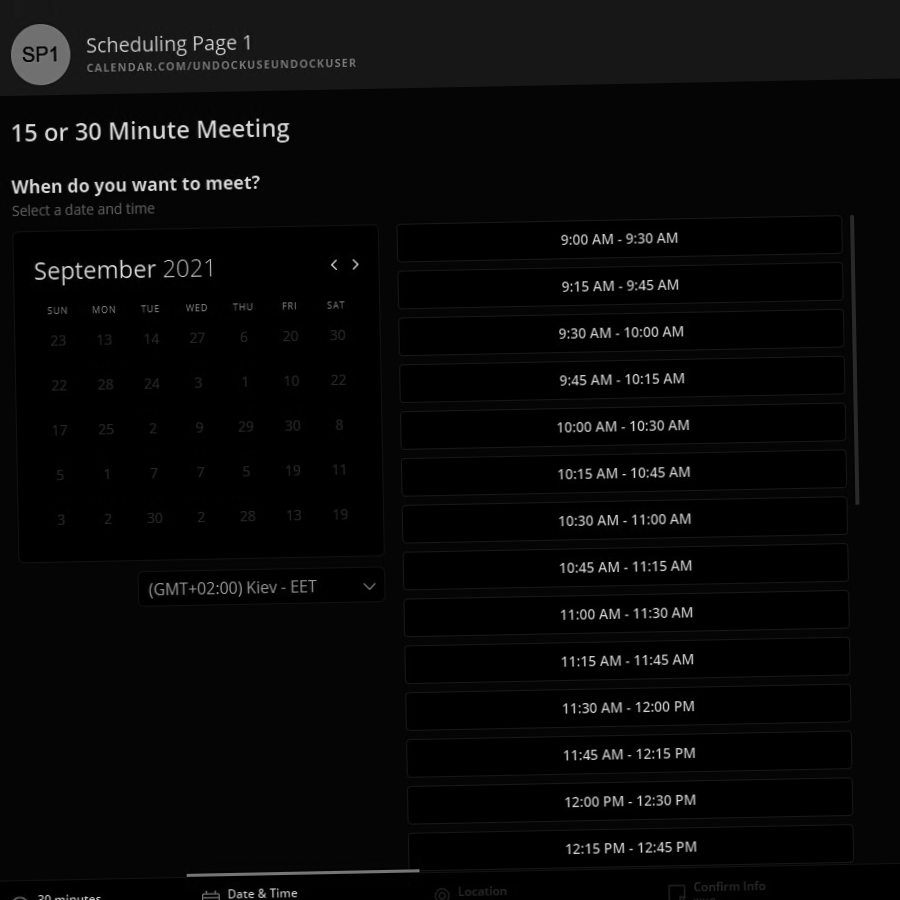 SP1
Scheduling Page 1
CALENDAR.COM/UNDOCKUSEUNDOCKUSER
15 or 30 Minute Meeting
When do you want to meet?
Select a date and time
September 2021
SUN MON TUE WED THU FRI SAT
23 13 14 27 6 20 30
22 28 24 3 1 10 22
17 25 2 9 29 30 8
5 1 7 7 5 19 11
3 2 30 2 28 13 19
(GMT+02:00) Kiev - EET
9:00 AM - 9:30 AM
9:15 AM - 9:45 AM
9:30 AM - 10:00 AM
9:45 AM - 10:15 AM
10:00 AM - 10:30 AM
10:15 AM - 10:45 AM
10:30 AM - 11:00 AM
10:45 AM - 11:15 AM
11:00 AM - 11:30 AM
11:15 AM - 11:45 AM
11:30 AM - 12:00 PM
11:45 AM - 12:15 PM
12:00 PM - 12:30 PM
12:15 PM - 12:45 PM
30 minutes
Date & Time
Location
Confirm Info